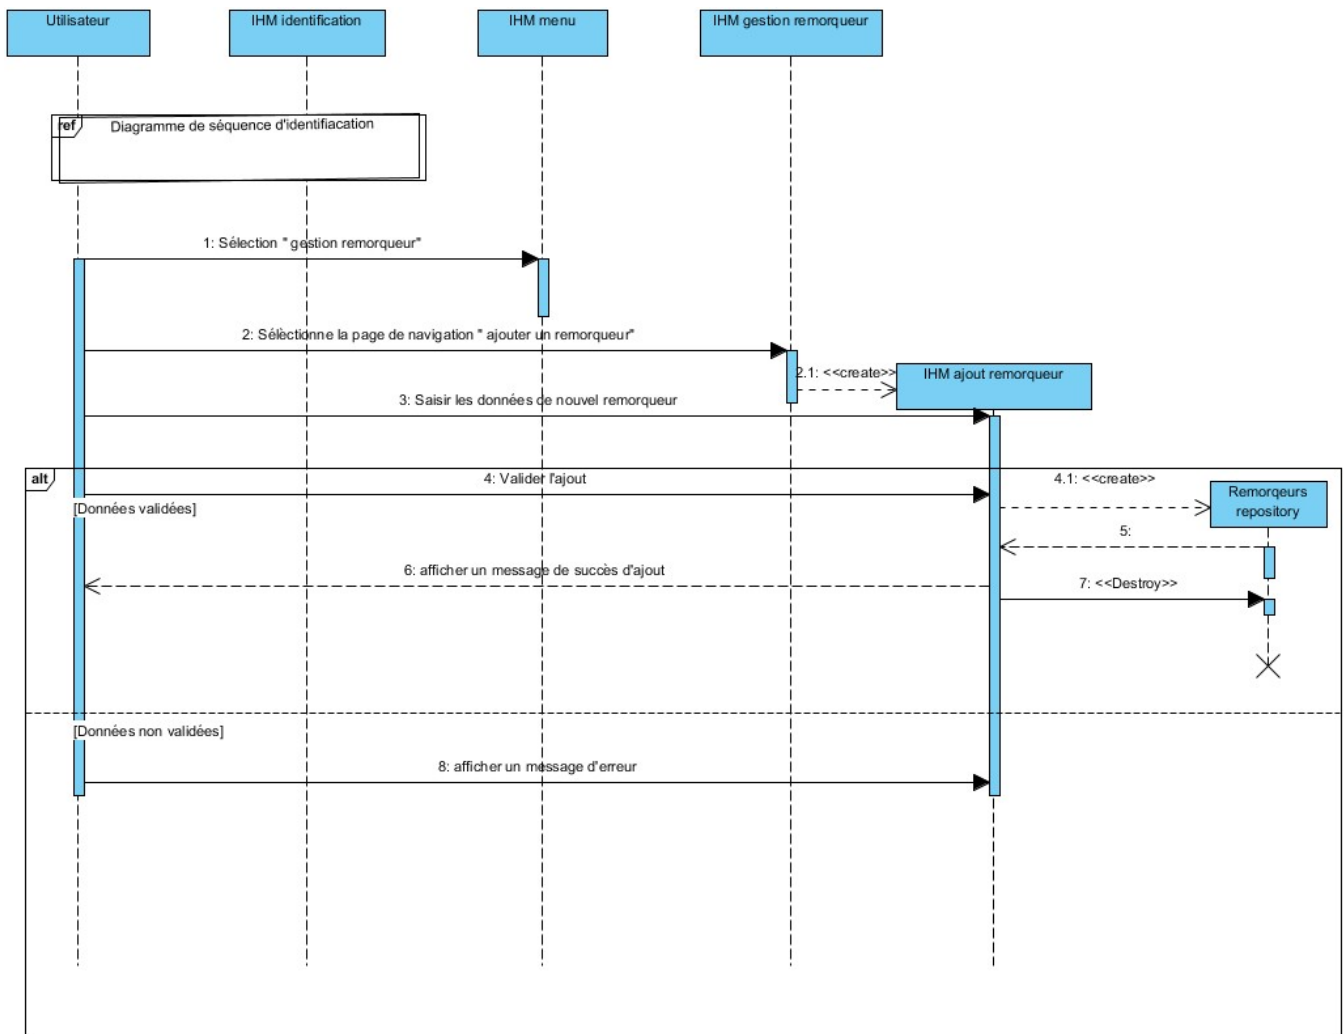 Utilisateur
IHM identification
IHM menu
IHM gestion remorqueur
ref
Diagramme de séquence d'identifiacation
1: Sélection " gestion remorqueur"
2: Sélèctionne la page de navigation " ajouter un remorqueur"
2.1: <<create>>
IHM ajout remorqueur
3: Saisir les données de nouvel remorqueur
alt
4: Valider l'ajout
4.1: <<create>>
Remorqeurs
repository
[Données validées]
5:
6: afficher un message de succès d'ajout
7: <<Destroy>>
[Données non validées]
8: afficher un message d'erreur